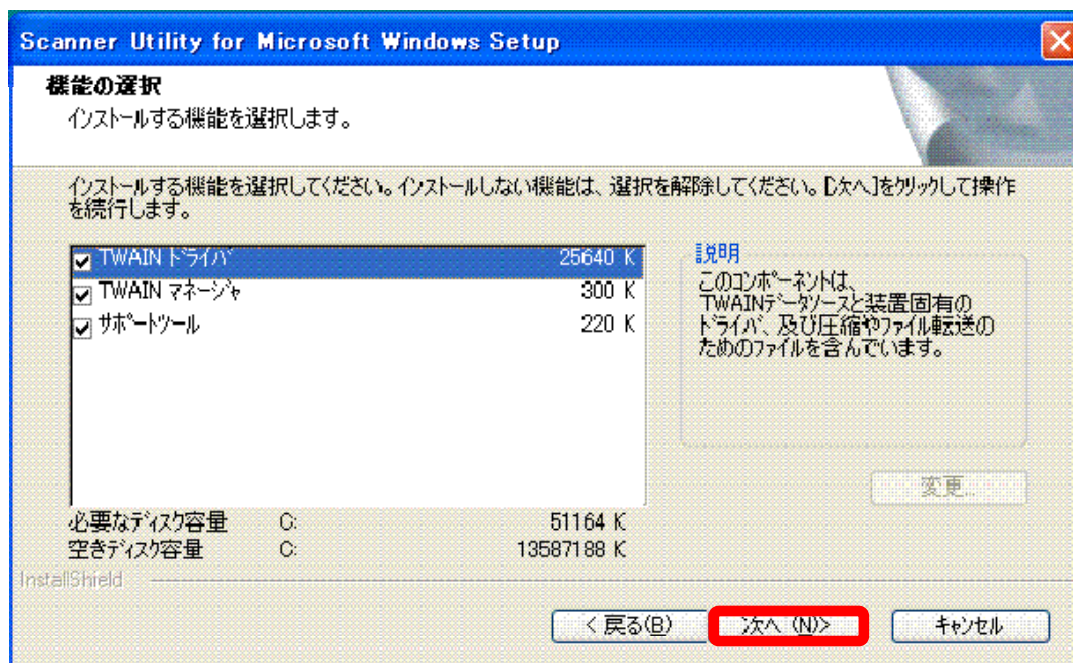 Scanner Utility for Microsoft Windows Setup
機能の選択
インストールする機能を選択します。
インストールする機能を選択してください。インストールしない機能は、選択を解除してください。[次へ]をクリックして操作
を続行します。
TWAIN ドライバ 25640 K
TWAIN マネージャ 300 K
サポートツール 220 K
説明
このコンポーネントは、
TWAINデータソースと装置固有の
ドライバ、及び圧縮やファイル転送の
ためのファイルを含んでいます。
変更...
必要なディスク容量 C: 51164 K
空きディスク容量 C: 13587188 K
InstallShield
< 戻る(B) 次へ (N)> キャンセル